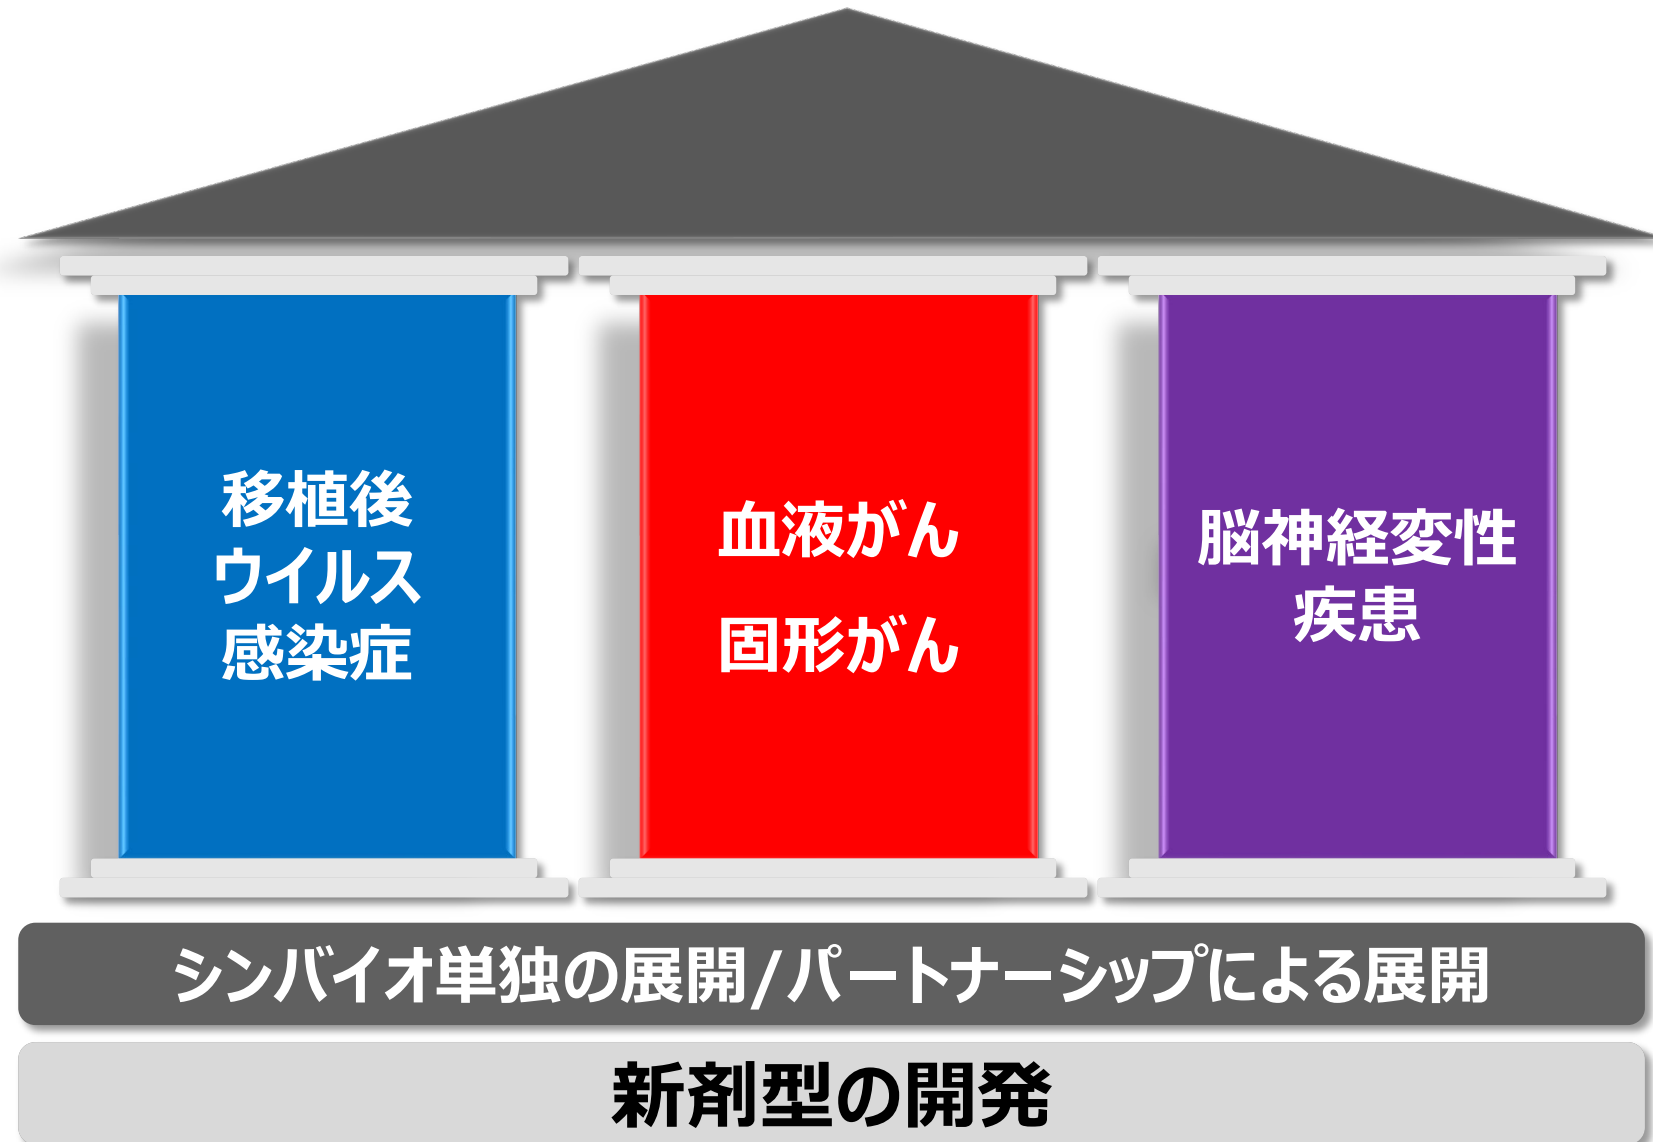 移植後
ウイルス
感染症
血液がん
固形がん
脳神経変性
疾患
シンバイオ単独の展開/パートナーシップによる展開
新剤型の開発